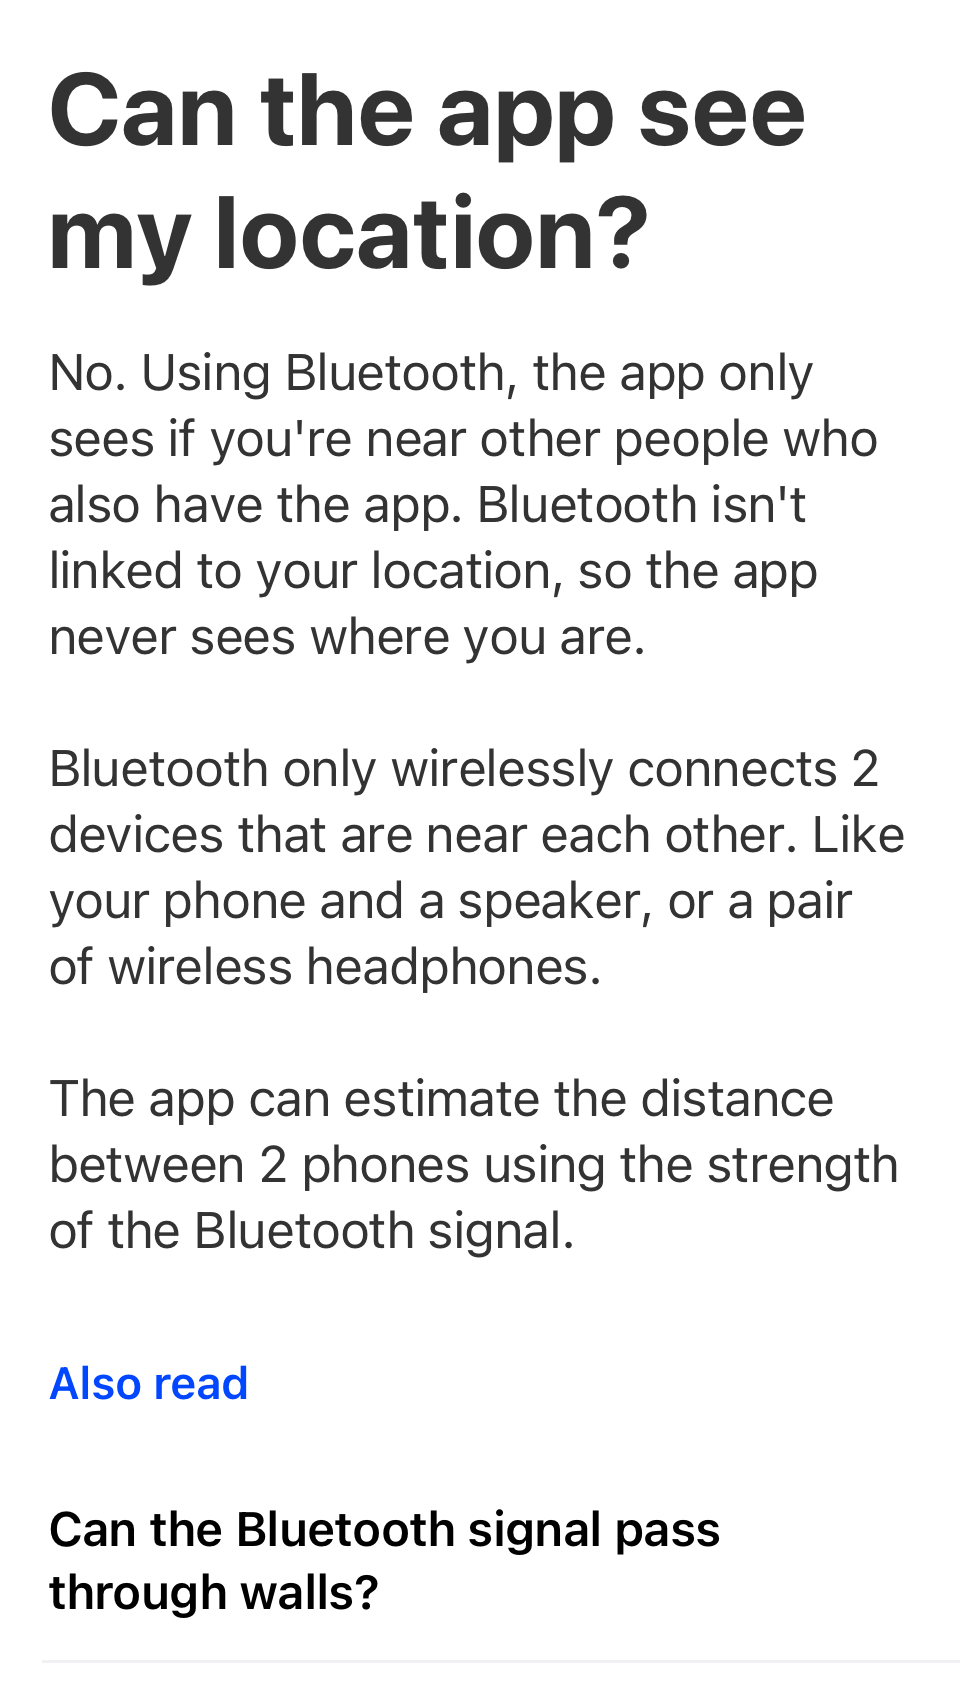 Can the app see
my location?
No. Using Bluetooth, the app only
sees if you're near other people who
also have the app. Bluetooth isn't
linked to your location, so the app
never sees where you are.
Bluetooth only wirelessly connects 2
devices that are near each other. Like
your phone and a speaker, or a pair
of wireless headphones.
The app can estimate the distance
between 2 phones using the strength
of the Bluetooth signal.
Also read
Can the Bluetooth signal pass
through walls?